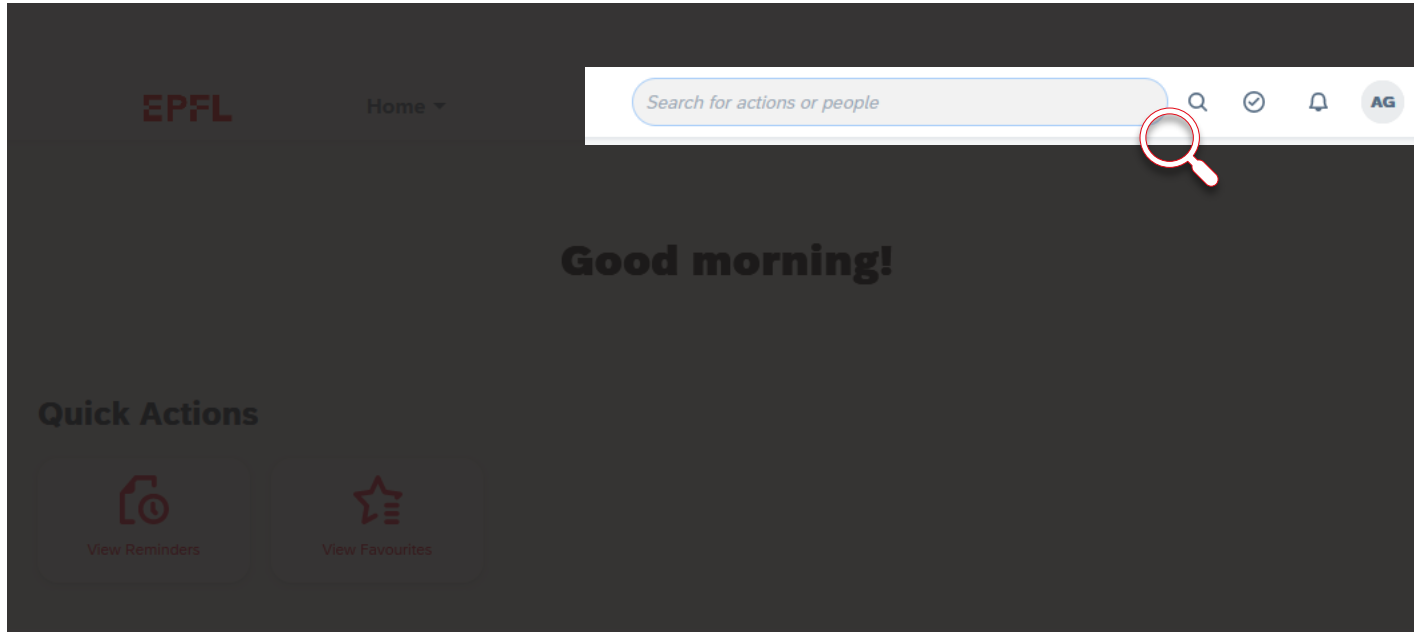 EPFL
Home
Search for actions or people
AG
Good morning!
Quick Actions
View Reminders
View Favourites